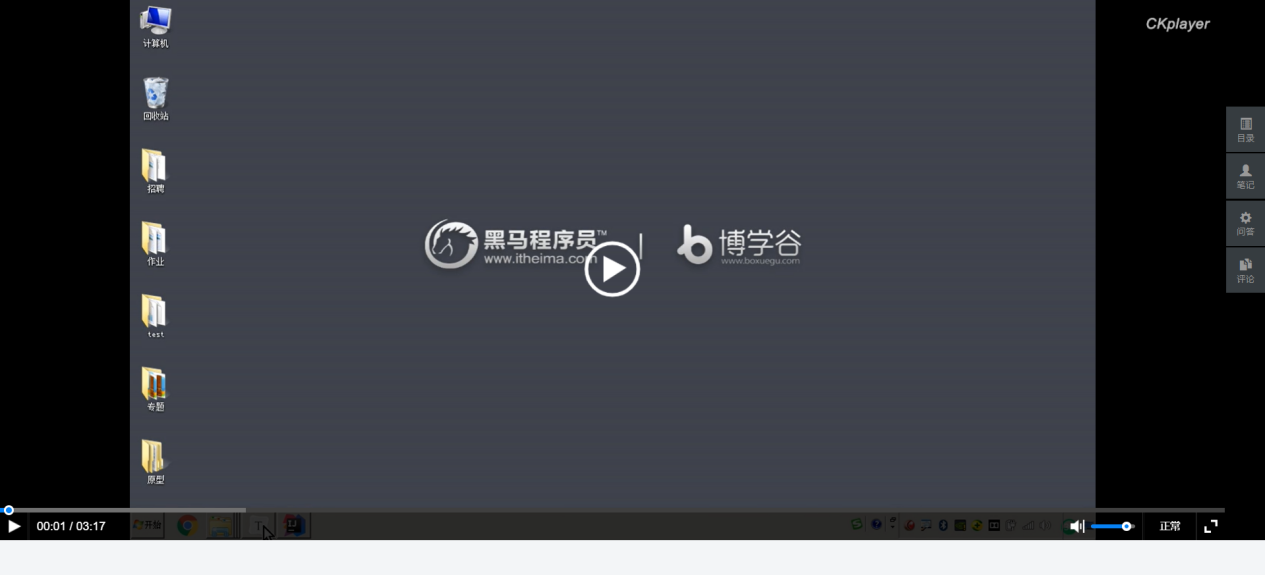 CKplayer
计算机
回收站
招聘
作业
test
专题
原型
黑马程序员™
www.itheima.com
博学谷
www.boxuegu.com
目录
笔记
问答
评论
00:01 / 03:17
开始
T
正常